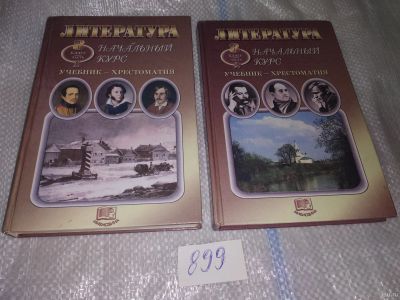 ЛИТЕРАТУРА
НАЧАЛЬНЫЙ
КУРС
УЧЕБНИК – ХРЕСТОМАТИЯ
ЛИТЕРАТУРА
НАЧАЛЬНЫЙ
КУРС
УЧЕБНИК – ХРЕСТОМАТИЯ
899